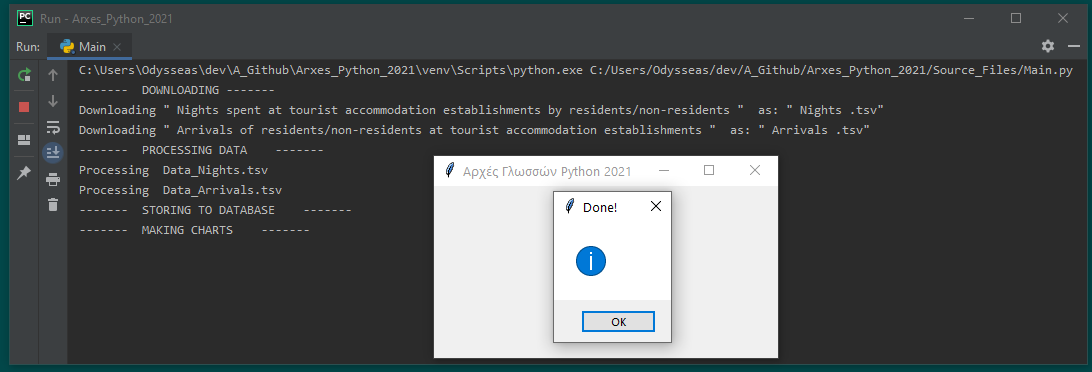 PC Run - Arxes_Python_2021
Run: Main
C:\Users\Odysseas\dev\A_Github\Arxes_Python_2021\venv\Scripts\python.exe C:/Users/Odysseas/dev/A_Github/Arxes_Python_2021/Source_Files/Main.py
------- DOWNLOADING -------
Downloading " Nights spent at tourist accommodation establishments by residents/non-residents " as: " Nights .tsv"
Downloading " Arrivals of residents/non-residents at tourist accommodation establishments " as: " Arrivals .tsv"
------- PROCESSING DATA -------
Processing Data_Nights.tsv
Processing Data_Arrivals.tsv
------- STORING TO DATABASE -------
------- MAKING CHARTS -------
Αρχές Γλωσσών Python 2021
Done!
OK